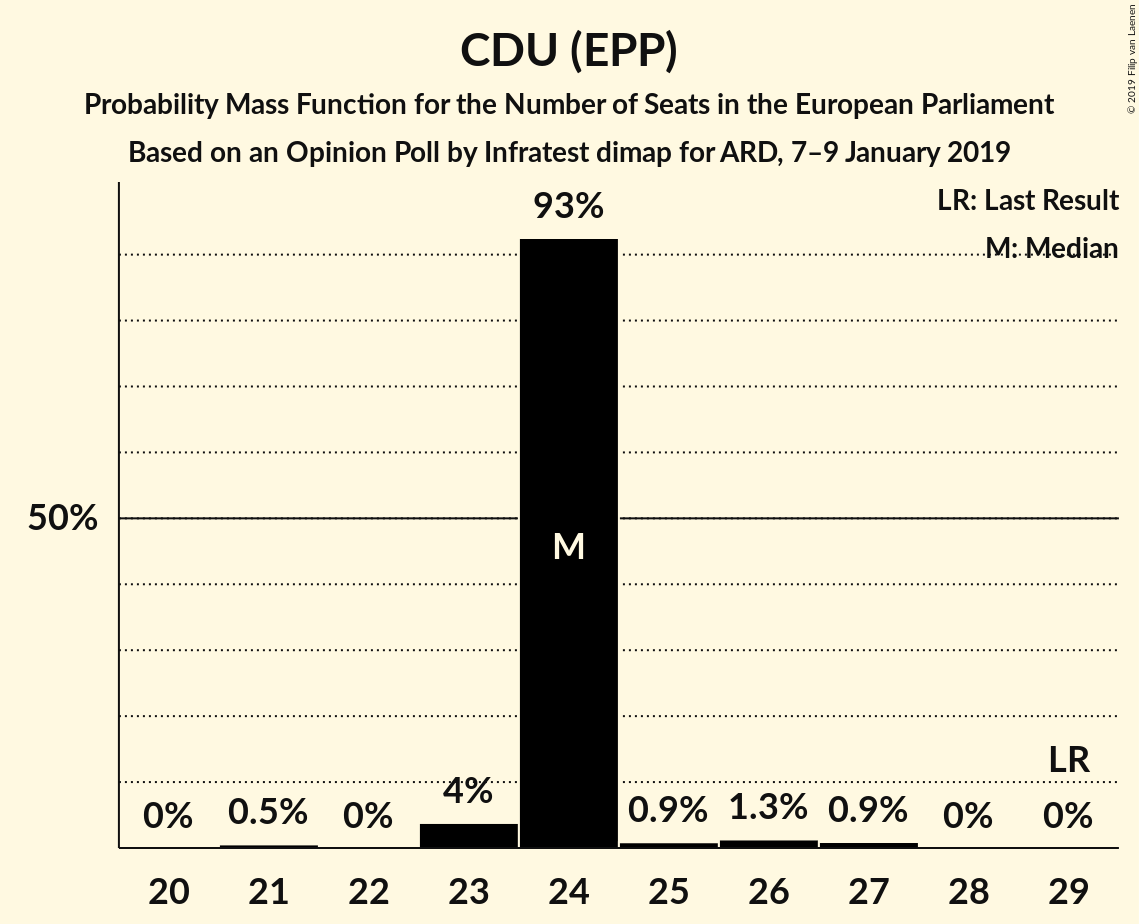 CDU (EPP)
Probability Mass Function for the Number of Seats in the European Parliament
Based on an Opinion Poll by Infratest dimap for ARD, 7–9 January 2019
© 2019 Filip van Laenen
LR: Last Result
M: Median
93%
50%
M
LR
0% 0.5% 0% 4% 0.9% 1.3% 0.9% 0% 0%
20 21 22 23 24 25 26 27 28 29